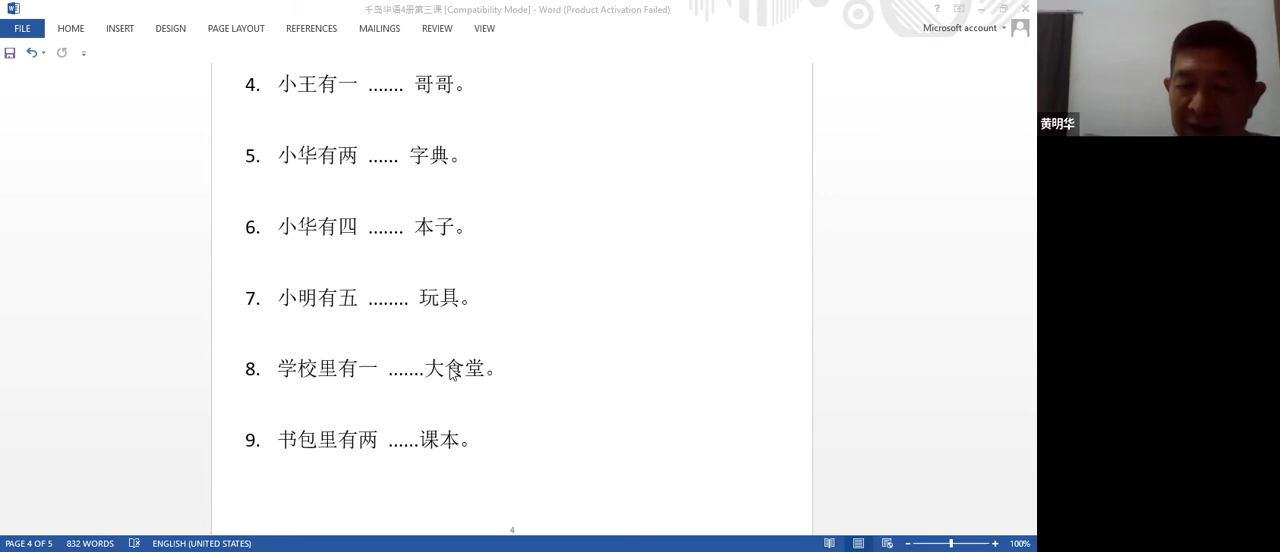 千岛华语4册第三课 [Compatibility Mode] - Word (Product Activation Failed)
FILE HOME INSERT DESIGN PAGE LAYOUT REFERENCES MAILINGS REVIEW VIEW
Microsoft account
4. 小王有一 ....... 哥哥。
5. 小华有两 ...... 字典。
6. 小华有四 ....... 本子。
7. 小明有五 ........ 玩具。
8. 学校里有一 .......大食堂。
9. 书包里有两 ......课本。
4
黄明华
PAGE 4 OF 5 832 WORDS ENGLISH (UNITED STATES) 100%